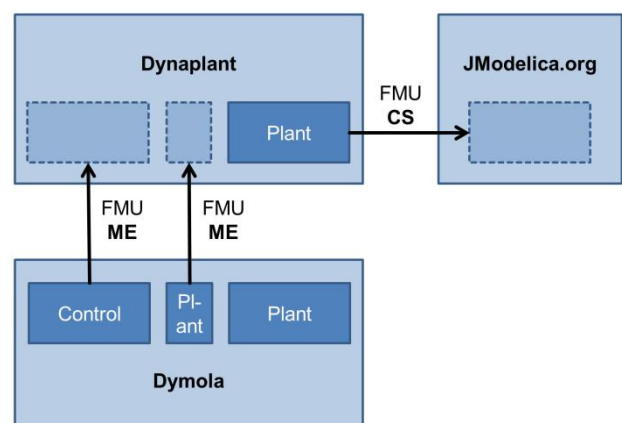 Dynaplant
JModelica.org
Plant
FMU
CS
FMU
ME
FMU
ME
Control
Pl-
ant
Plant
Dymola